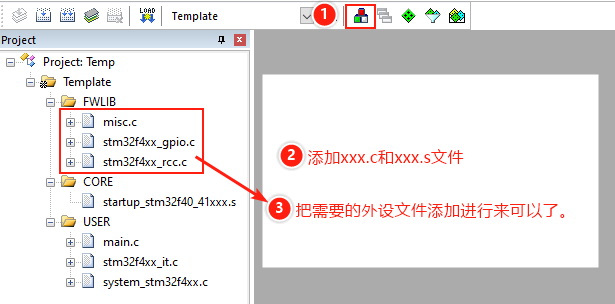 LOAD
Template
1
Project
Project: Temp
Template
FWLIB
misc.c
stm32f4xx_gpio.c
stm32f4xx_rcc.c
CORE
startup_stm32f40_41xxx.s
USER
main.c
stm32f4xx_it.c
system_stm32f4xx.c
2 添加xxx.c和xxx.s文件
3 把需要的外设文件添加进行来可以了。